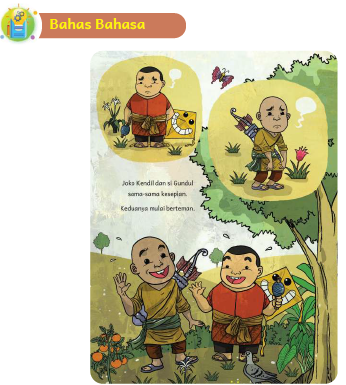 Bahas Bahasa
Joko Kendil dan si Gundul
sama-sama kesepian.
Keduanya mulai berteman.